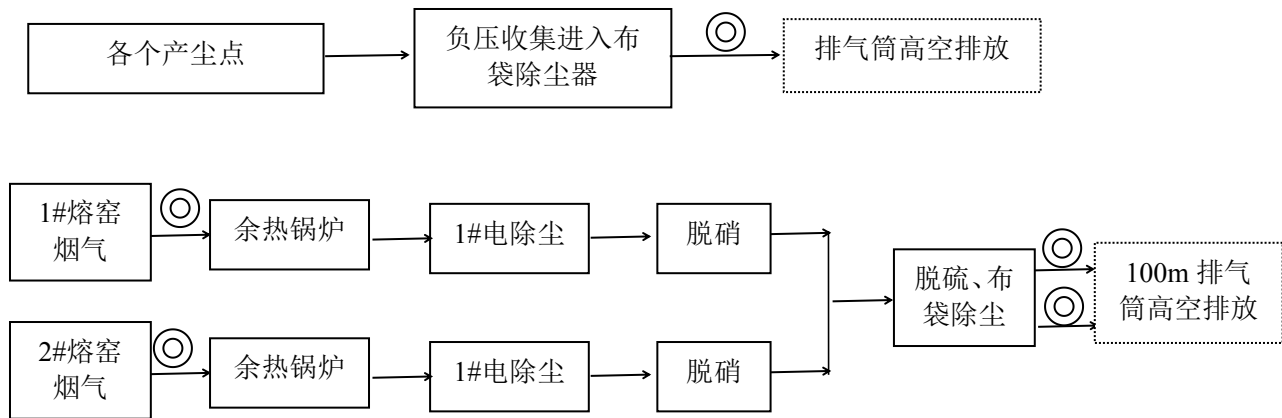 各个产尘点
负压收集进入布
袋除尘器
排气筒高空排放
1#熔窑
烟气
余热锅炉
1#电除尘
脱硝
脱硫、布
袋除尘
100m 排气
筒高空排放
2#熔窑
烟气
余热锅炉
1#电除尘
脱硝